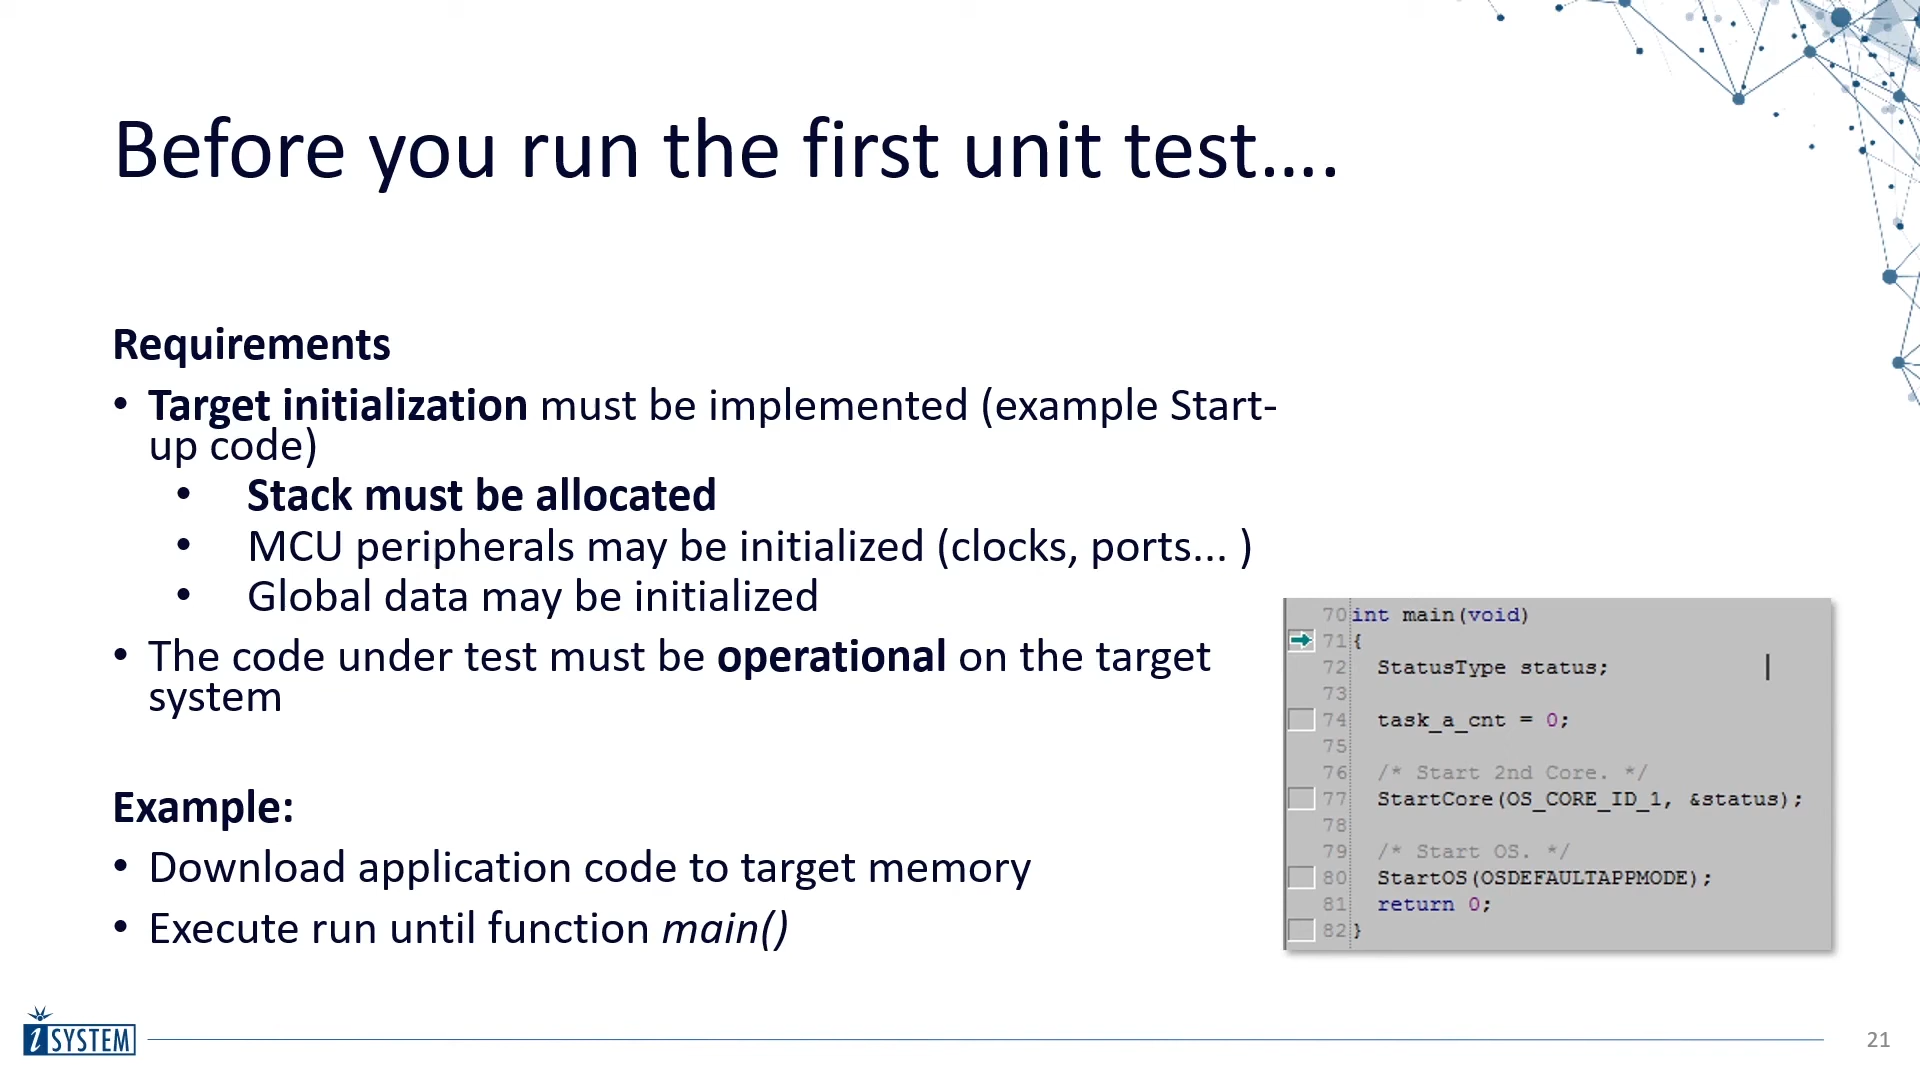 Before you run the first unit test....
Requirements
• Target initialization must be implemented (example Start-
up code)
• Stack must be allocated
• MCU peripherals may be initialized (clocks, ports... )
• Global data may be initialized
• The code under test must be operational on the target
system
Example:
• Download application code to target memory
• Execute run until function main()
70 int main(void)
71 {
72 StatusType status;
73
74 task_a_cnt = 0;
75
76 /* Start 2nd Core. */
77 StartCore(OS_CORE_ID_1, &status);
78
79 /* Start OS. */
80 StartOS(OSDEFAULTAPPMODE);
81 return 0;
82 }
iSYSTEM
21